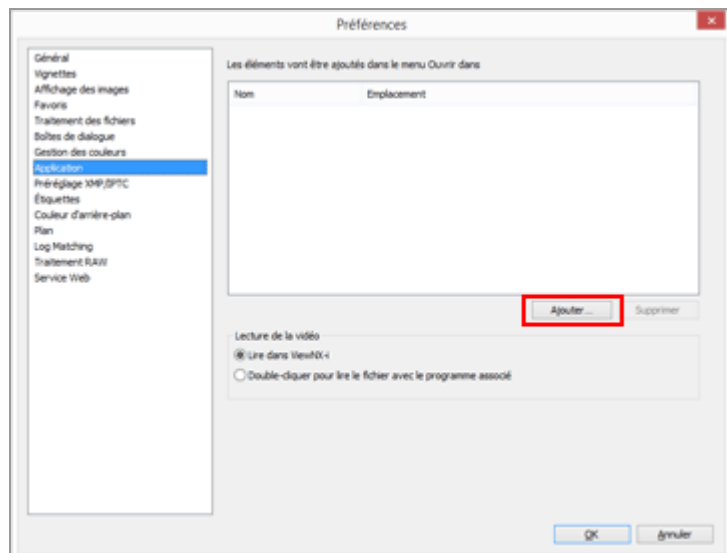 Préférences
Général
Vignettes
Affichage des images
Favoris
Traitement des fichiers
Boîtes de dialogue
Gestion des couleurs
Application
Préréglage XMP/IPTC
Étiquettes
Couleur d'arrière-plan
Plan
Log Matching
Traitement RAW
Service Web
Les éléments vont être ajoutés dans le menu Ouvrir dans
Nom Emplacement
Ajouter... Supprimer
Lecture de la vidéo
Lire dans ViewNX-i
Double-cliquer pour lire le fichier avec le programme associé
OK Annuler